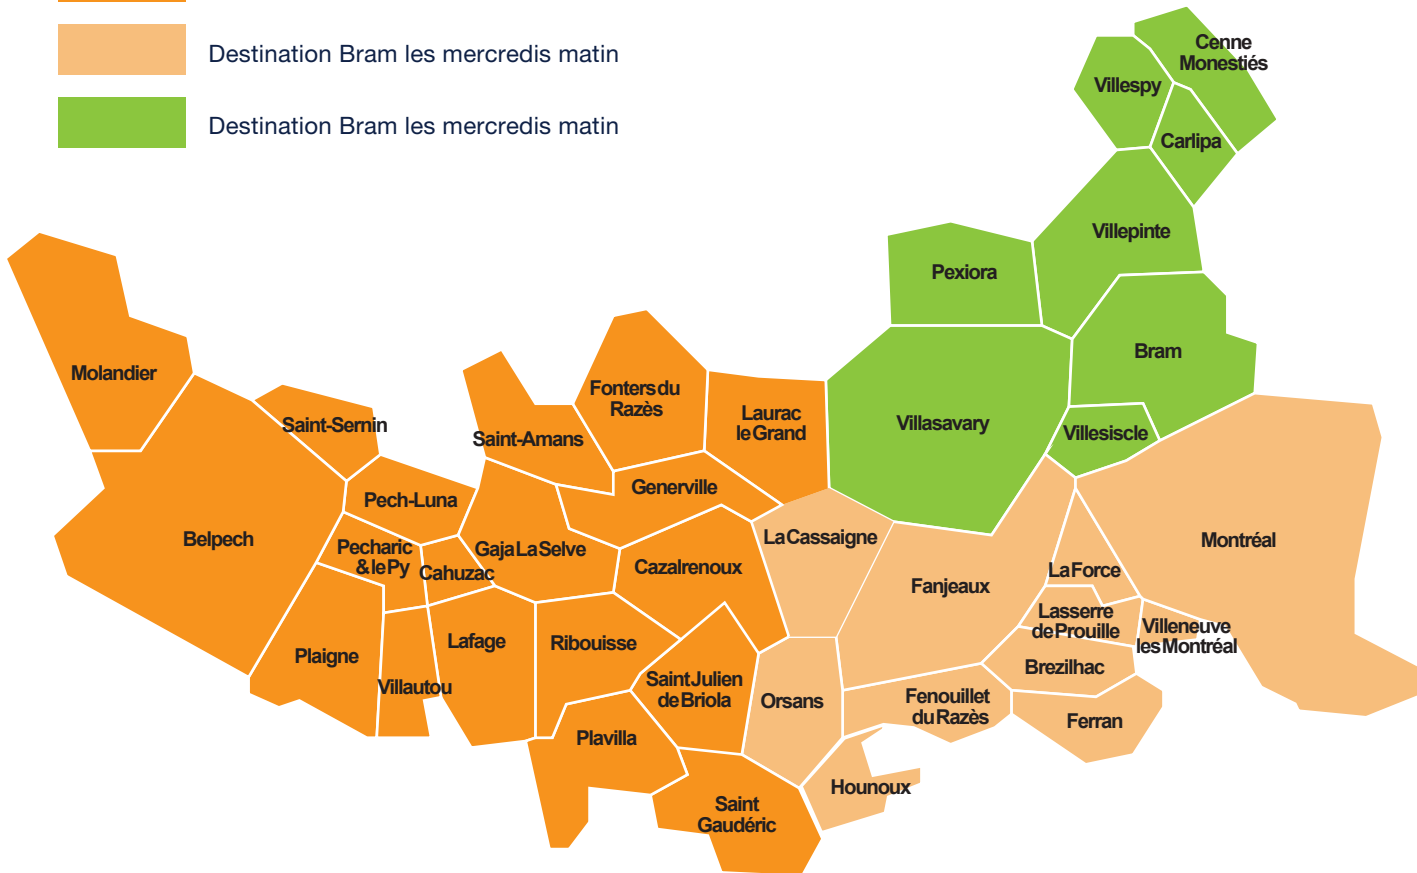 Destination Bram les mercredis matin
Destination Bram les mercredis matin
Cenne
Monestiés
Villespy
Carlipa
Villepinte
Pexiora
Bram
Molandier
Fonters du
Razès
Laurac
le Grand
Villasavary
Villesiscle
Saint-Sernin
Saint-Amans
Generville
Pech-Luna
Belpech
Pecharic
& le Py
Cahuzac
Gaja La Selve
Cazalrenoux
La Cassaigne
Fanjeaux
La Force
Montréal
Lasserre
de Prouille
Villeneuve
les Montréal
Plaigne
Lafage
Ribouisse
Villautou
Saint Julien
de Briola
Orsans
Brezilhac
Fenouillet
du Razès
Ferran
Plavilla
Hounoux
Saint
Gaudéric